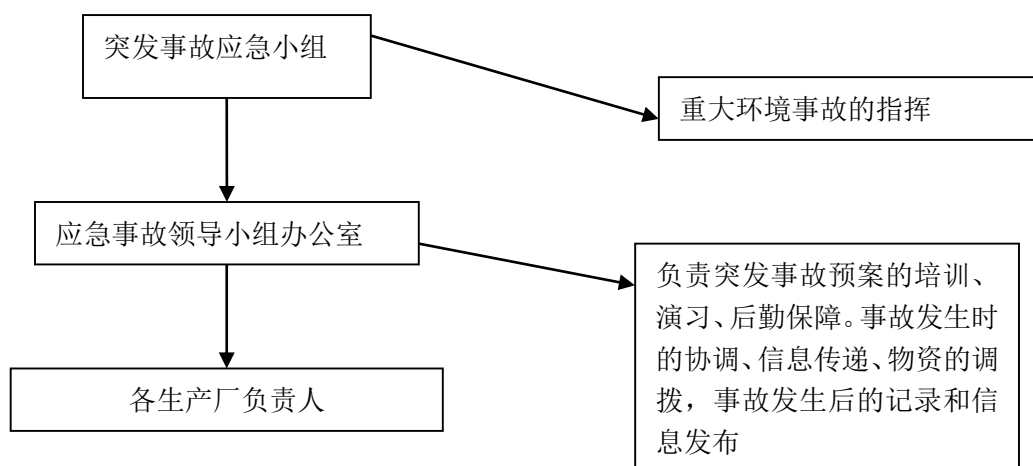 突发事故应急小组
重大环境事故的指挥
应急事故领导小组办公室
负责突发事故预案的培训、
演习、后勤保障。事故发生时
的协调、信息传递、物资的调
拨，事故发生后的记录和信
息发布
各生产厂负责人